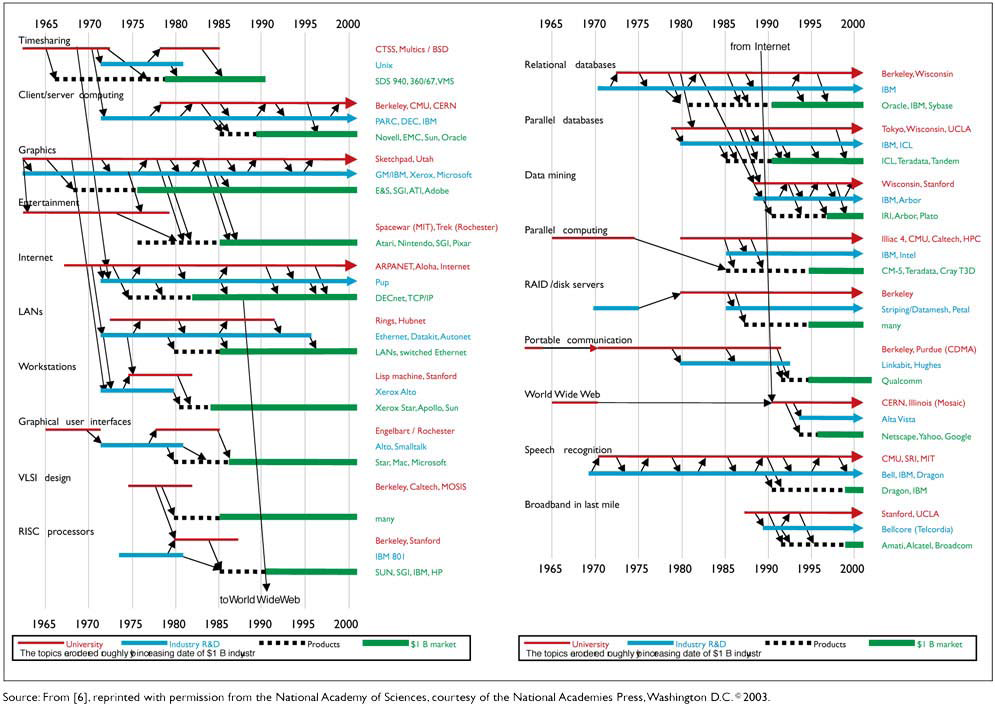 1965 1970 1975 1980 1985 1990 1995 2000
Timesharing
CTSS, Multics / BSD
Unix
SDS 940, 360/67, VMS
Client/server computing
Berkeley, CMU, CERN
PARC, DEC, IBM
Novell, EMC, Sun, Oracle
Graphics
Sketchpad, Utah
GM/IBM, Xerox, Microsoft
E&S, SGI, ATI, Adobe
Entertainment
Spacewar (MIT), Trek (Rochester)
Atari, Nintendo, SGI, Pixar
Internet
ARPANET, Aloha, Internet
Pup
DECnet, TCP/IP
LANs
Rings, Hubnet
Ethernet, Datakit, Autonet
LANs, switched Ethernet
Workstations
Lisp machine, Stanford
Xerox Alto
Xerox Star, Apollo, Sun
Graphical user interfaces
Engelbart / Rochester
Alto, Smalltalk
Star, Mac, Microsoft
VLSI design
Berkeley, Caltech, MOSIS
many
RISC processors
Berkeley, Stanford
IBM 801
SUN, SGI, IBM, HP
to World Wide Web
1965 1970 1975 1980 1985 1990 1995 2000
University Industry R&D Products $1 B market
1965 1970 1975 1980 1985 1990 1995 2000
from Internet
Relational databases
Berkeley, Wisconsin
IBM
Oracle, IBM, Sybase
Parallel databases
Tokyo, Wisconsin, UCLA
IBM, ICL
ICL, Teradata, Tandem
Data mining
Wisconsin, Stanford
IBM, Arbor
IRI, Arbor, Plato
Parallel computing
Illiac 4, CMU, Caltech, HPC
IBM, Intel
CM-5, Teradata, Cray T3D
RAID /disk servers
Berkeley
Striping/Datamesh, Petal
many
Portable communication
Berkeley, Purdue (CDMA)
Linkabit, Hughes
Qualcomm
World Wide Web
CERN, Illinois (Mosaic)
Alta Vista
Netscape, Yahoo, Google
Speech recognition
CMU, SRI, MIT
Bell, IBM, Dragon
Dragon, IBM
Broadband in last mile
Stanford, UCLA
Bellcore (Telcordia)
Amati, Alcatel, Broadcom
1965 1970 1975 1980 1985 1990 1995 2000
University Industry R&D Products $1 B market
Source: From [6], reprinted with permission from the National Academy of Sciences, courtesy of the National Academies Press, Washington D.C. © 2003.